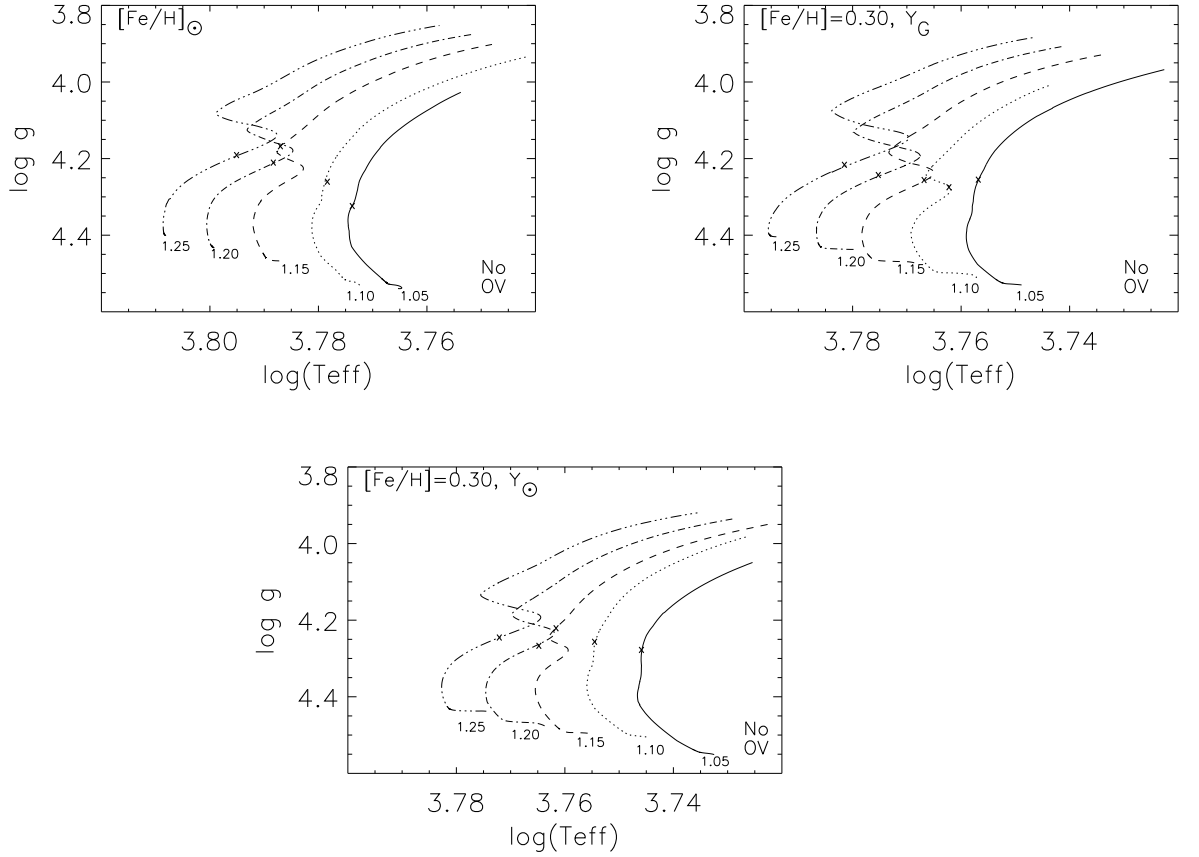 [Fe/H]☉
3.8
4.0
4.2
4.4
log g
1.25
1.20
1.15
1.10
1.05
No
OV
3.80
3.78
3.76
log(Teff)
[Fe/H]=0.30, Y_G
3.8
4.0
4.2
4.4
log g
1.25
1.20
1.15
1.10
1.05
No
OV
3.78
3.76
3.74
log(Teff)
[Fe/H]=0.30, Y☉
3.8
4.0
4.2
4.4
log g
1.25
1.20
1.15
1.10
1.05
No
OV
3.78
3.76
3.74
log(Teff)